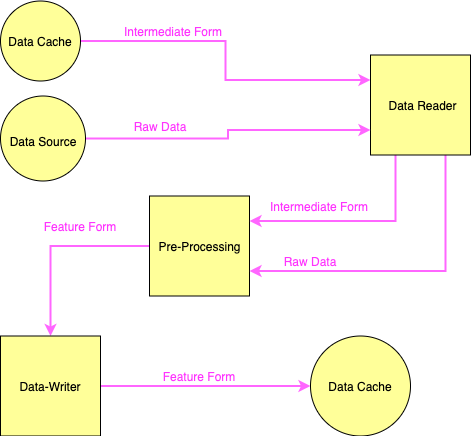 Data Cache
Intermediate Form
Data Reader
Data Source
Raw Data
Intermediate Form
Feature Form
Pre-Processing
Raw Data
Feature Form
Data-Writer
Data Cache